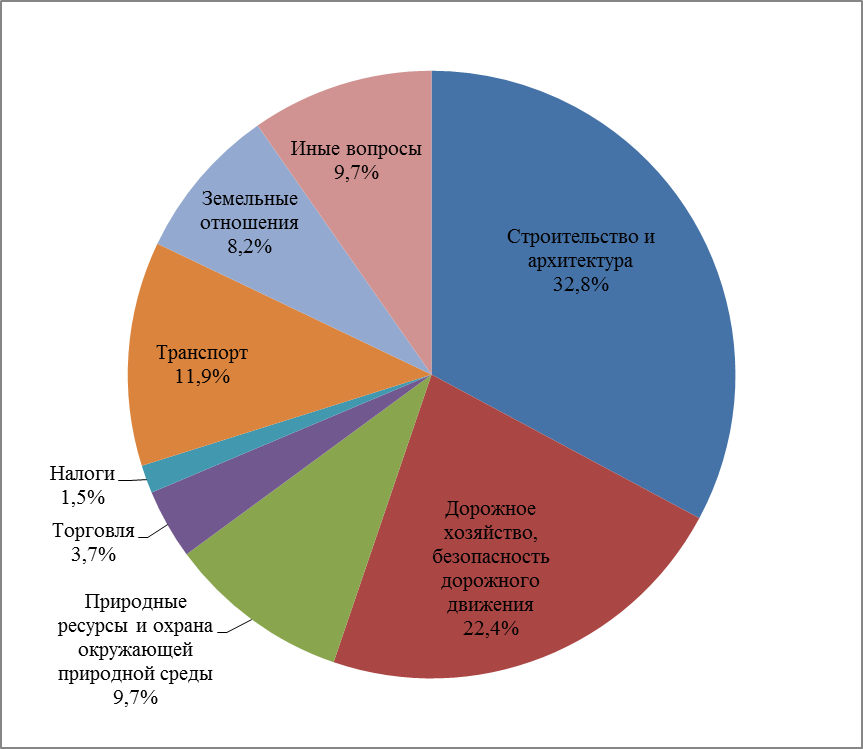 Иные вопросы
9,7%
Земельные
отношения
8,2%
Строительство и
архитектура
32,8%
Транспорт
11,9%
Налоги
1,5%
Торговля
3,7%
Дорожное
хозяйство,
безопасность
дорожного
движения
22,4%
Природные
ресурсы и охрана
окружающей
природной среды
9,7%